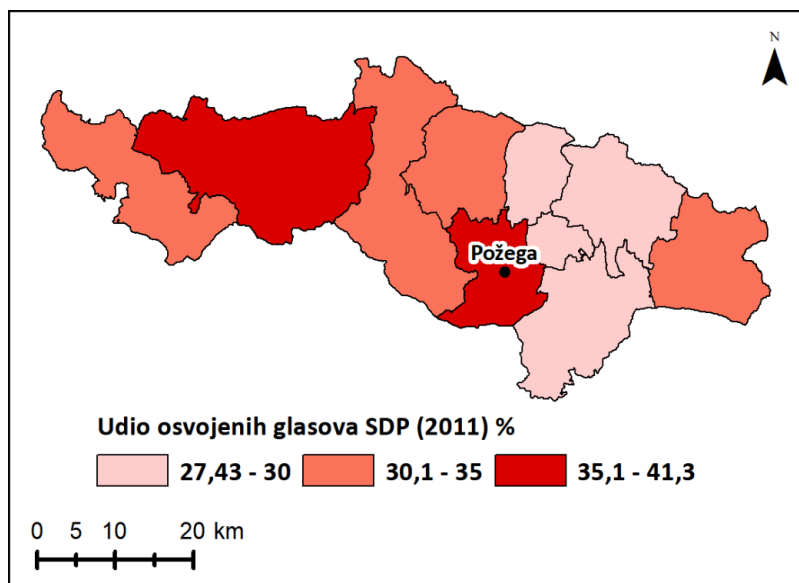 N
Požega
Udio osvojenih glasova SDP (2011) %
27,43 - 30 30,1 - 35 35,1 - 41,3
0 5 10 20 km